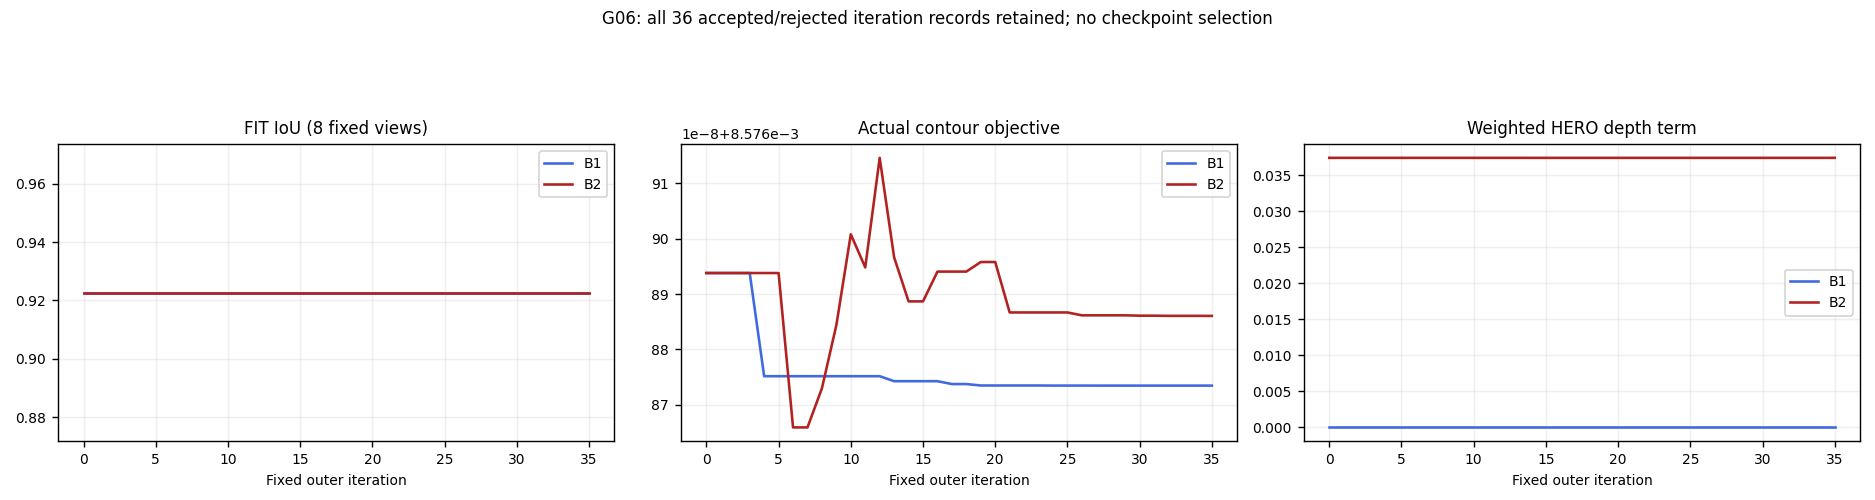 G06: all 36 accepted/rejected iteration records retained; no checkpoint selection
FIT IoU (8 fixed views)
0.96
0.94
0.92
0.90
0.88
B1
B2
0 5 10 15 20 25 30 35
Fixed outer iteration
Actual contour objective
1e−8+8.576e−3
91
90
89
88
87
B1
B2
0 5 10 15 20 25 30 35
Fixed outer iteration
Weighted HERO depth term
0.035
0.030
0.025
0.020
0.015
0.010
0.005
0.000
B1
B2
0 5 10 15 20 25 30 35
Fixed outer iteration